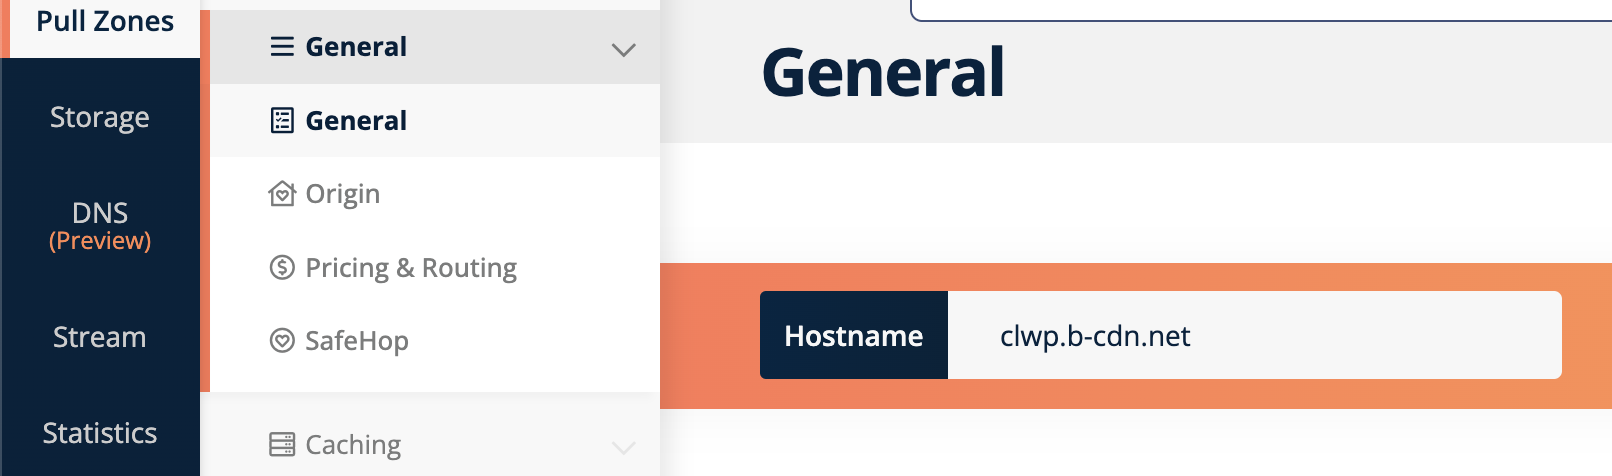 Pull Zones
Storage
DNS
(Preview)
Stream
Statistics
General
General
Origin
Pricing & Routing
SafeHop
Caching
General
Hostname
clwp.b-cdn.net